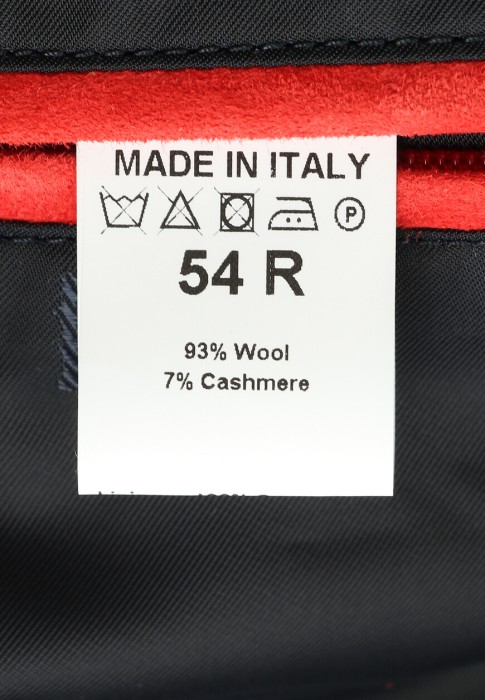 MADE IN ITALY
P
54 R
93% Wool
7% Cashmere